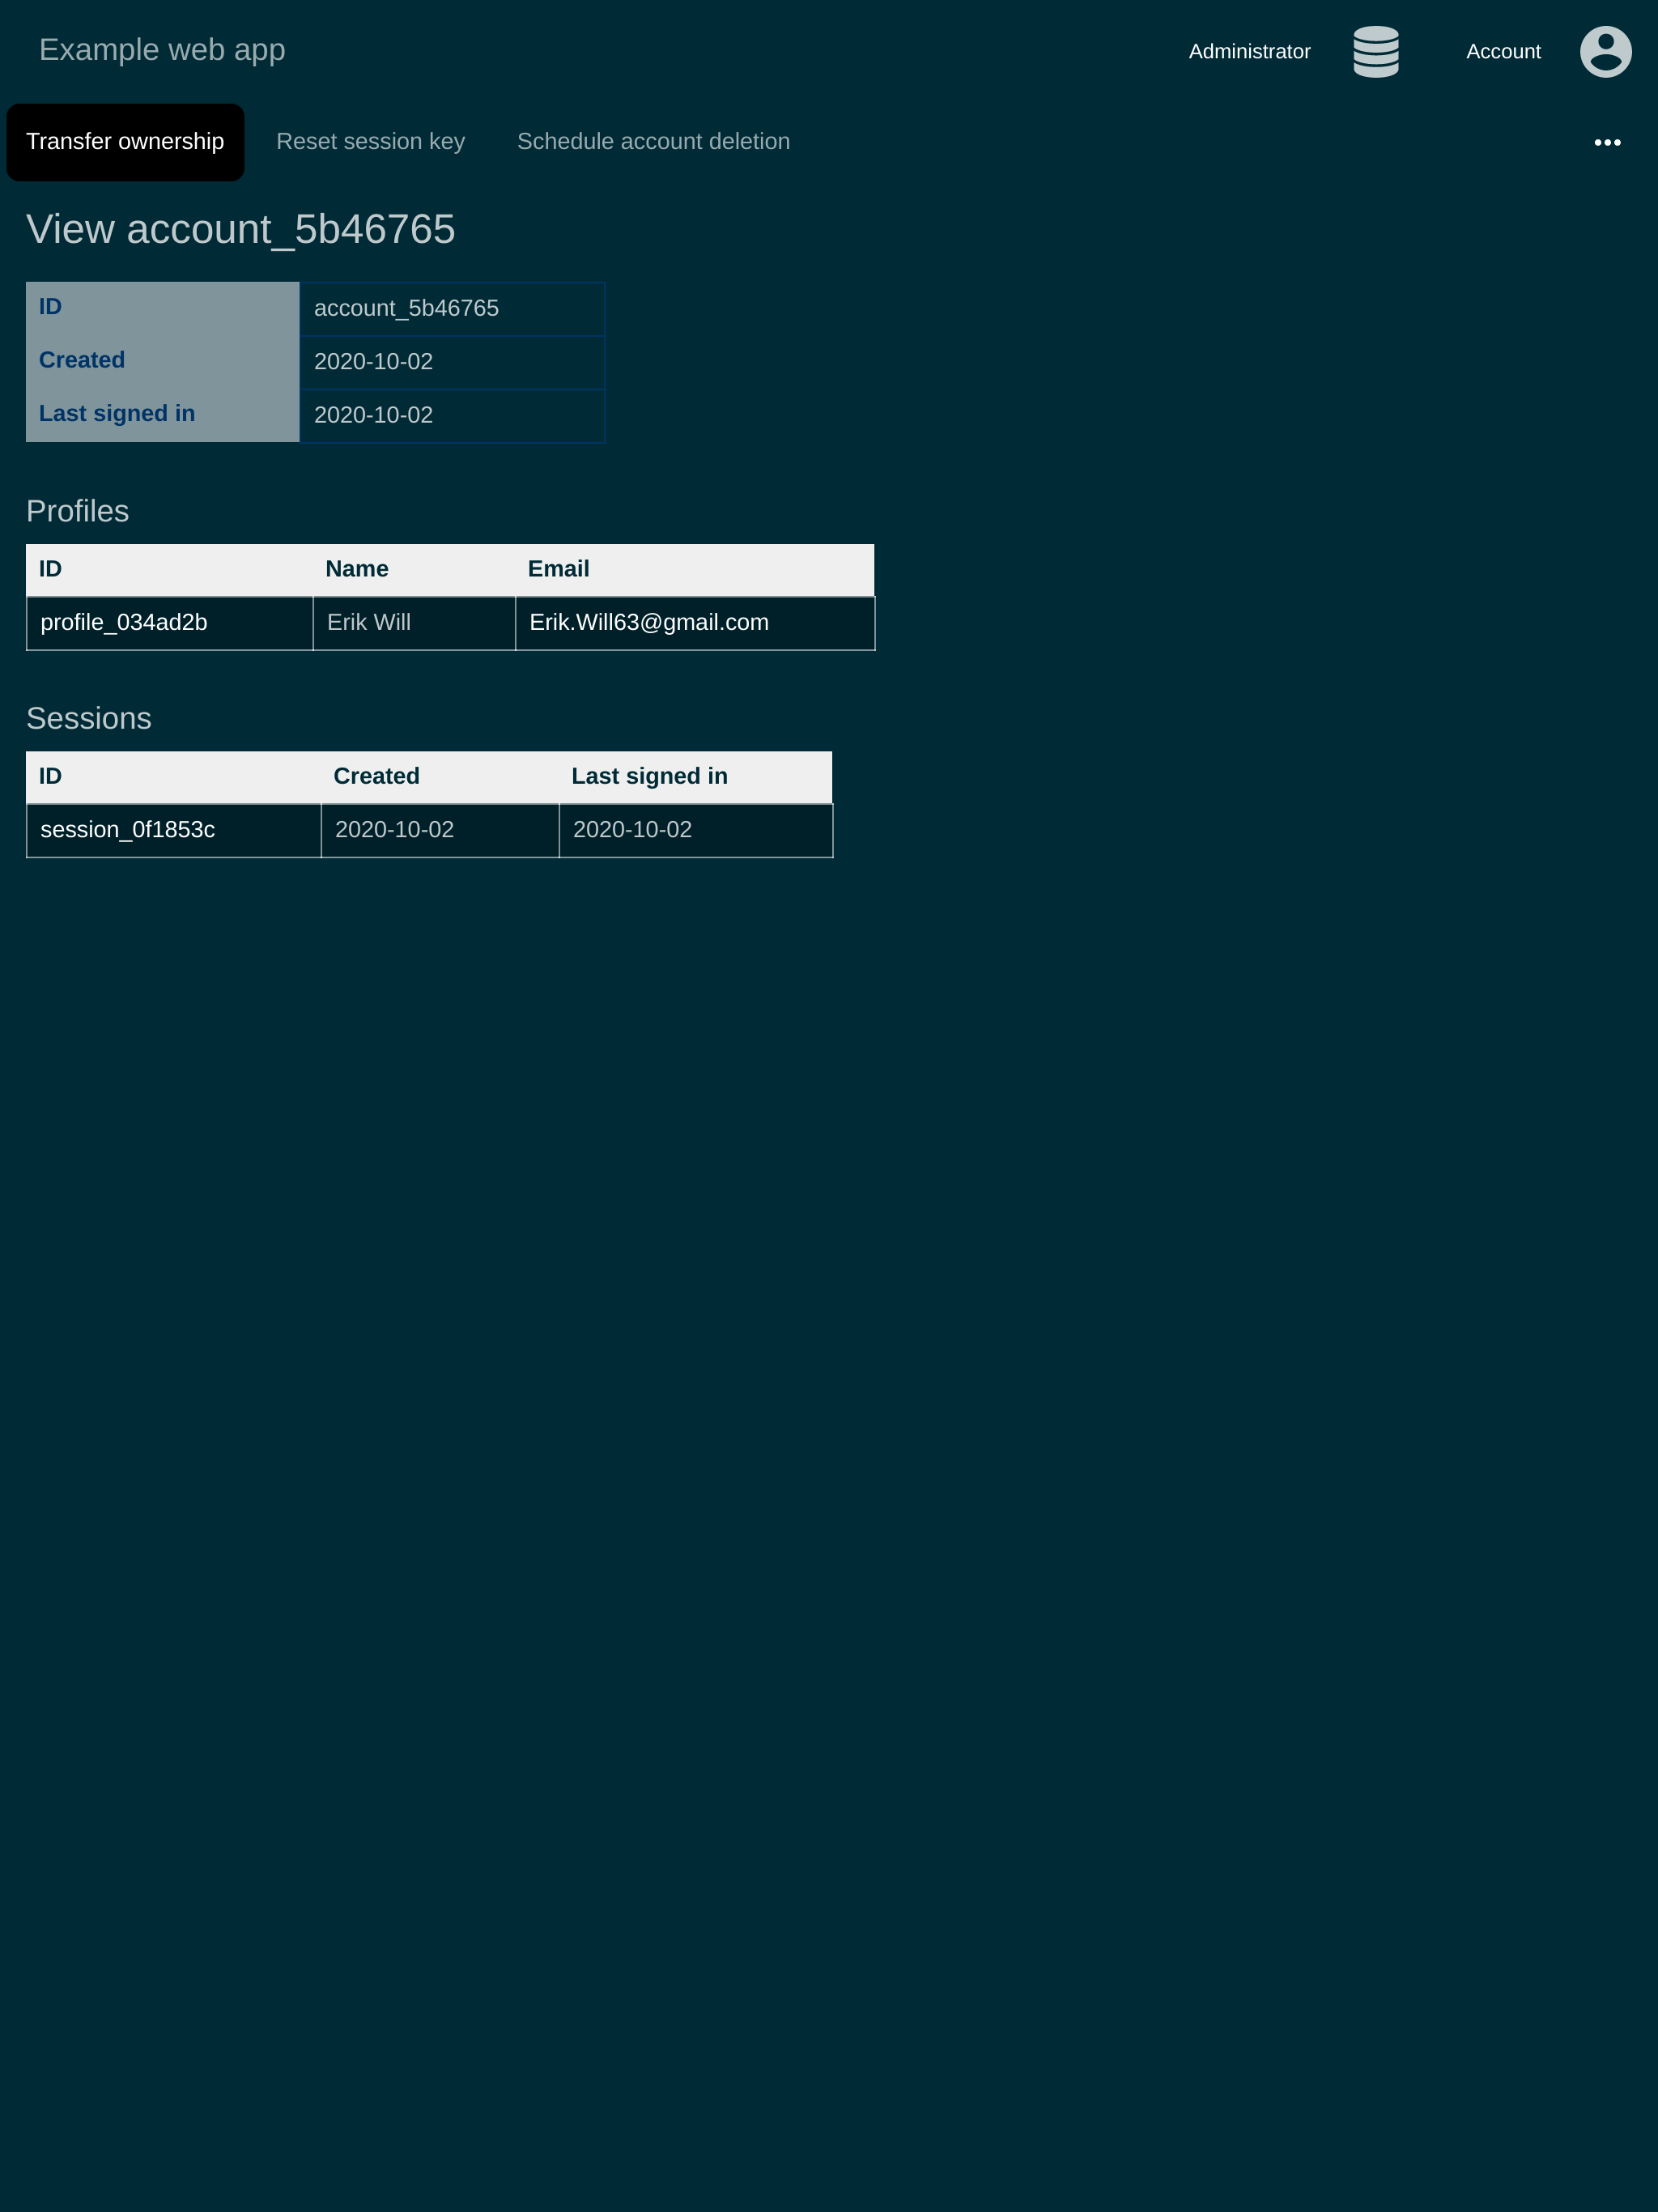 Example web app
Administrator
Account
Transfer ownership Reset session key Schedule account deletion
View account_5b46765
ID account_5b46765
Created 2020-10-02
Last signed in 2020-10-02
Profiles
ID Name Email
profile_034ad2b Erik Will Erik.Will63@gmail.com
Sessions
ID Created Last signed in
session_0f1853c 2020-10-02 2020-10-02